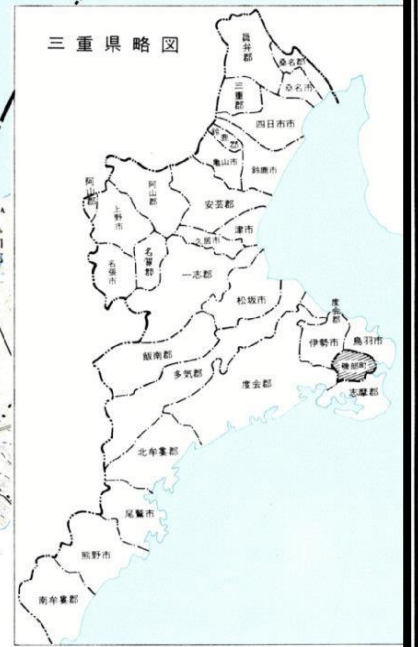 三重県略図
員弁郡
桑名郡
桑名市
三重郡
四日市市
鈴鹿郡
亀山市
鈴鹿市
阿山郡
阿山郡
上野市
安芸郡
津市
久居市
名張市
名賀郡
一志郡
松坂市
度会郡
伊勢市
鳥羽市
磯部町
志摩郡
飯南郡
多気郡
度会郡
北牟婁郡
尾鷲市
熊野市
南牟婁郡